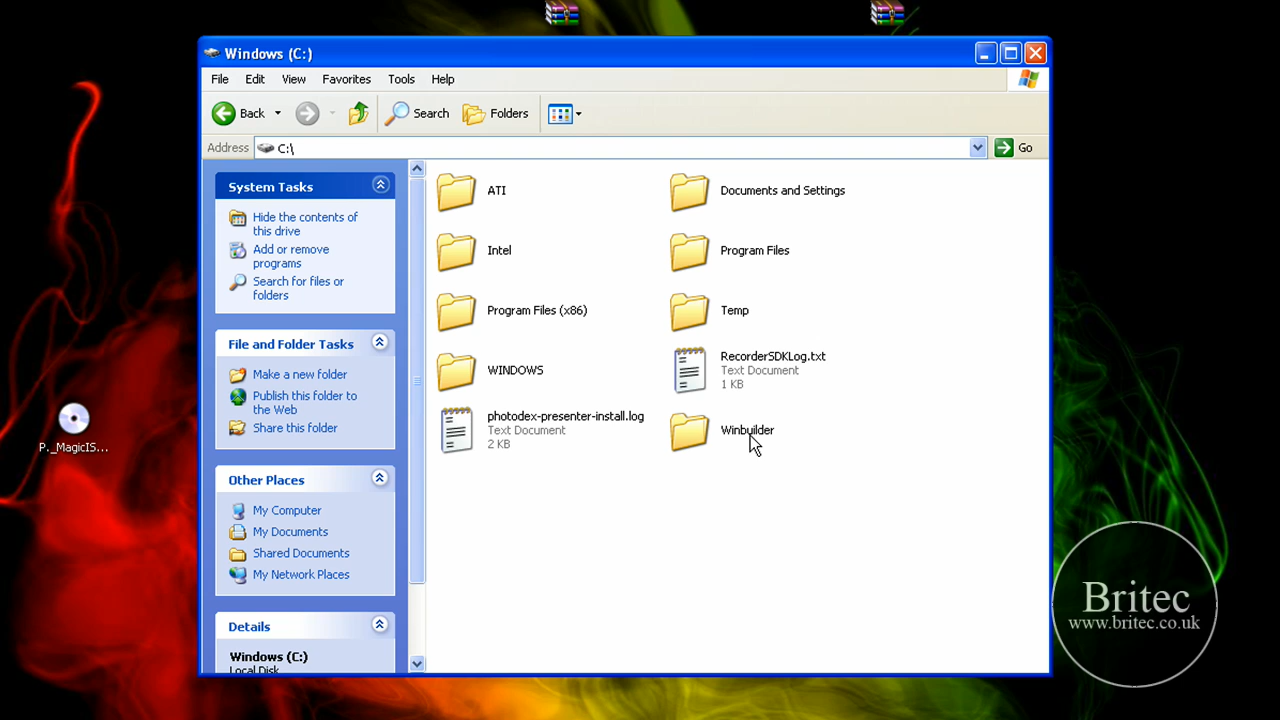 Windows (C:)
File Edit View Favorites Tools Help
Back Search Folders
Address C:\ Go
System Tasks
Hide the contents of
this drive
Add or remove
programs
Search for files or
folders
File and Folder Tasks
Make a new folder
Publish this folder to
the Web
Share this folder
Other Places
My Computer
My Documents
Shared Documents
My Network Places
Details
Windows (C:)
Local Disk
ATI
Documents and Settings
Intel
Program Files
Program Files (x86)
Temp
WINDOWS
RecorderSDKLog.txt
Text Document
1 KB
photodex-presenter-install.log
Text Document
2 KB
Winbuilder
P._MagicIS...
Britec
www.britec.co.uk